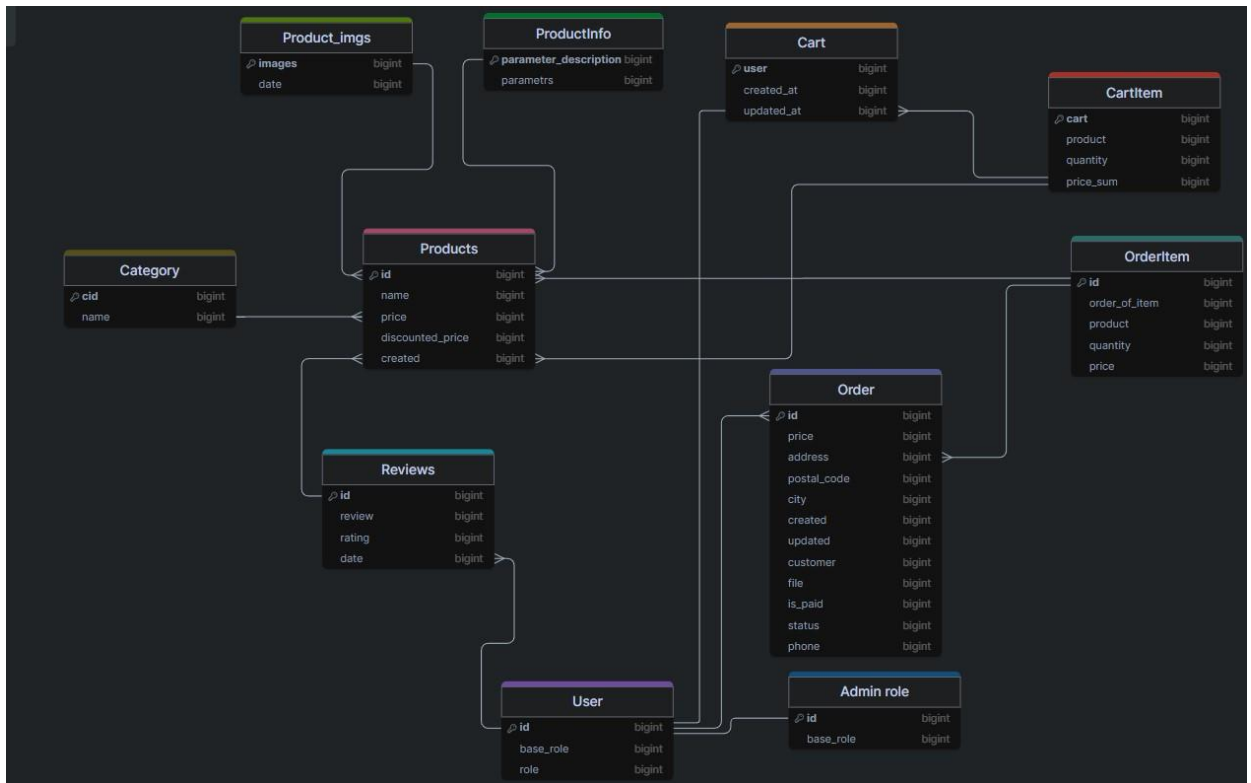 Product_imgs
images bigint
date bigint
ProductInfo
parameter_description bigint
parametrs bigint
Cart
user bigint
created_at bigint
updated_at bigint
CartItem
cart bigint
product bigint
quantity bigint
price_sum bigint
Category
cid bigint
name bigint
Products
id bigint
name bigint
price bigint
discounted_price bigint
created bigint
OrderItem
id bigint
order_of_item bigint
product bigint
quantity bigint
price bigint
Order
id bigint
price bigint
address bigint
postal_code bigint
city bigint
created bigint
updated bigint
customer bigint
file bigint
is_paid bigint
status bigint
phone bigint
Reviews
id bigint
review bigint
rating bigint
date bigint
User
id bigint
base_role bigint
role bigint
Admin role
id bigint
base_role bigint